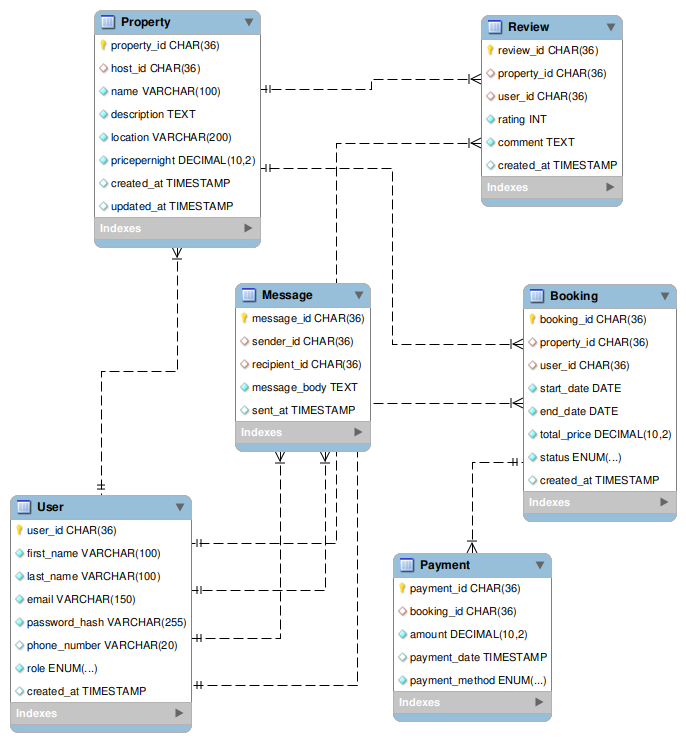 Property
property_id CHAR(36)
host_id CHAR(36)
name VARCHAR(100)
description TEXT
location VARCHAR(200)
pricepernight DECIMAL(10,2)
created_at TIMESTAMP
updated_at TIMESTAMP
Indexes
Review
review_id CHAR(36)
property_id CHAR(36)
user_id CHAR(36)
rating INT
comment TEXT
created_at TIMESTAMP
Indexes
Message
message_id CHAR(36)
sender_id CHAR(36)
recipient_id CHAR(36)
message_body TEXT
sent_at TIMESTAMP
Indexes
Booking
booking_id CHAR(36)
property_id CHAR(36)
user_id CHAR(36)
start_date DATE
end_date DATE
total_price DECIMAL(10,2)
status ENUM(...)
created_at TIMESTAMP
Indexes
User
user_id CHAR(36)
first_name VARCHAR(100)
last_name VARCHAR(100)
email VARCHAR(150)
password_hash VARCHAR(255)
phone_number VARCHAR(20)
role ENUM(...)
created_at TIMESTAMP
Indexes
Payment
payment_id CHAR(36)
booking_id CHAR(36)
amount DECIMAL(10,2)
payment_date TIMESTAMP
payment_method ENUM(...)
Indexes